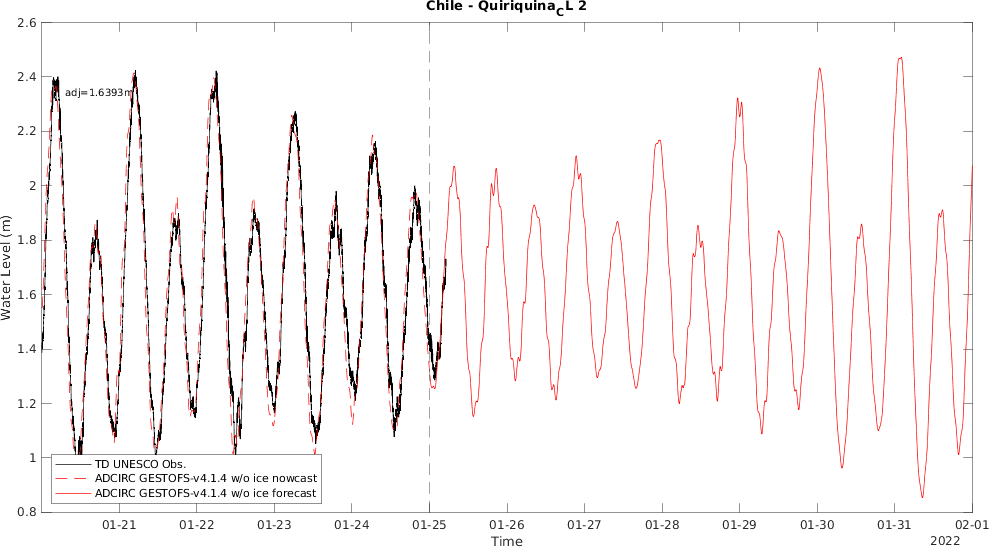 Chile - Quiriquina_CL 2
2.6
2.4
adj=1.6393m
2.2
2
1.8
1.6
1.4
1.2
1
0.8
Water Level (m)
TD UNESCO Obs.
ADCIRC GESTOFS-v4.1.4 w/o ice nowcast
ADCIRC GESTOFS-v4.1.4 w/o ice forecast
01-21 01-22 01-23 01-24 01-25 01-26 01-27 01-28 01-29 01-30 01-31 02-01
Time
2022